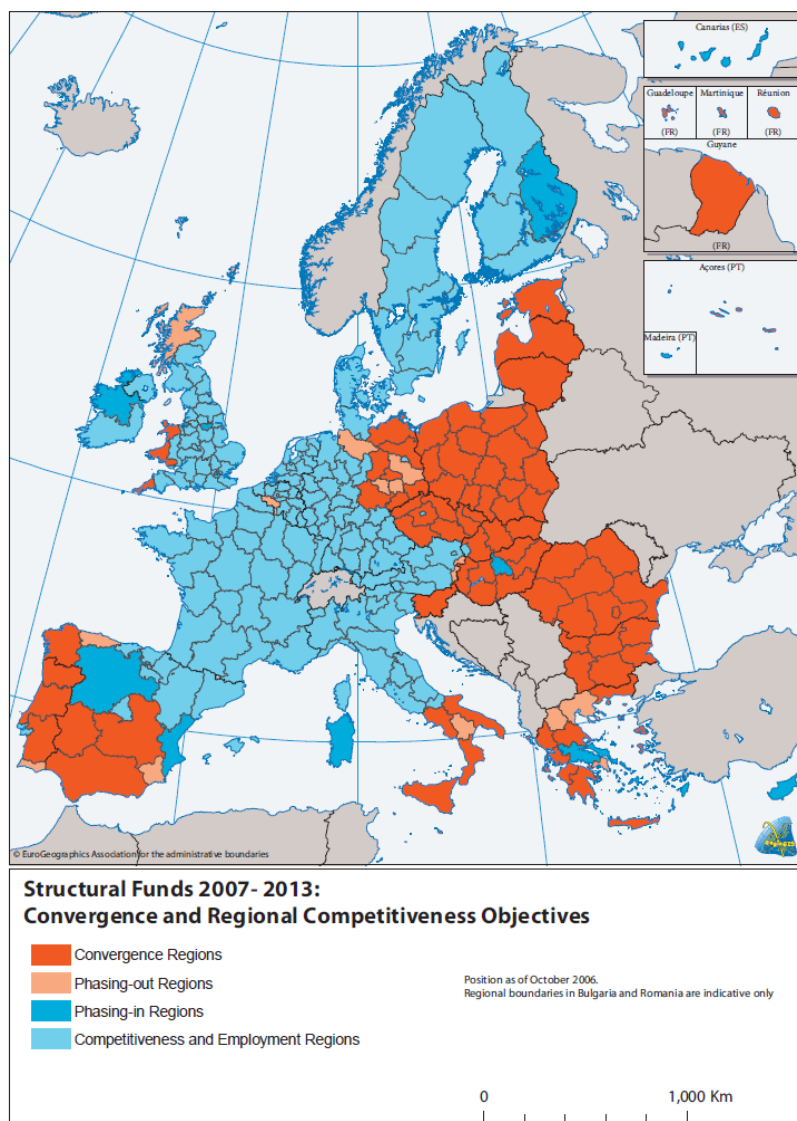 Canarias (ES)
Guadeloupe
Martinique
Réunion
(FR)
(FR)
(FR)
Guyane
(FR)
Açores (PT)
Madeira (PT)
© EuroGeographics Association for the administrative boundaries
Structural Funds 2007- 2013:
Convergence and Regional Competitiveness Objectives
Convergence Regions
Phasing-out Regions
Phasing-in Regions
Competitiveness and Employment Regions
Position as of October 2006.
Regional boundaries in Bulgaria and Romania are indicative only
0
1,000 Km